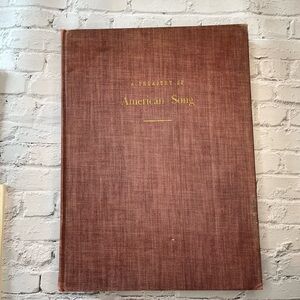 A TREASURY OF
American Song